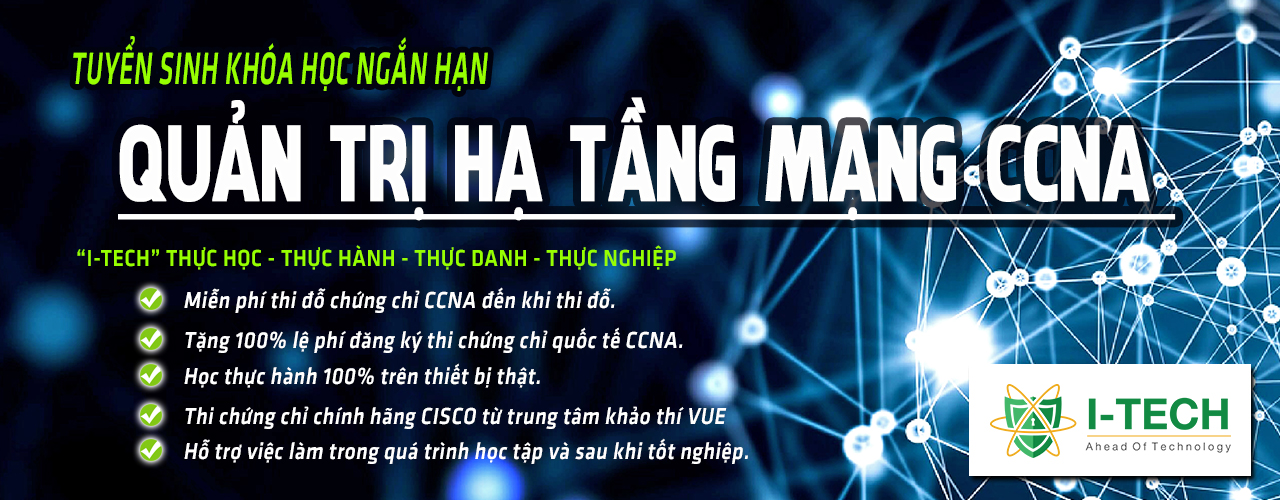 TUYỂN SINH KHÓA HỌC NGẮN HẠN
QUẢN TRỊ HẠ TẦNG MẠNG CCNA
“I-TECH” THỰC HỌC - THỰC HÀNH - THỰC DANH - THỰC NGHIỆP
Miễn phí thi đỗ chứng chỉ CCNA đến khi thi đỗ.
Tặng 100% lệ phí đăng ký thi chứng chỉ quốc tế CCNA.
Học thực hành 100% trên thiết bị thật.
Thi chứng chỉ chính hãng CISCO từ trung tâm khảo thí VUE
Hỗ trợ việc làm trong quá trình học tập và sau khi tốt nghiệp.
I-TECH
Ahead Of Technology